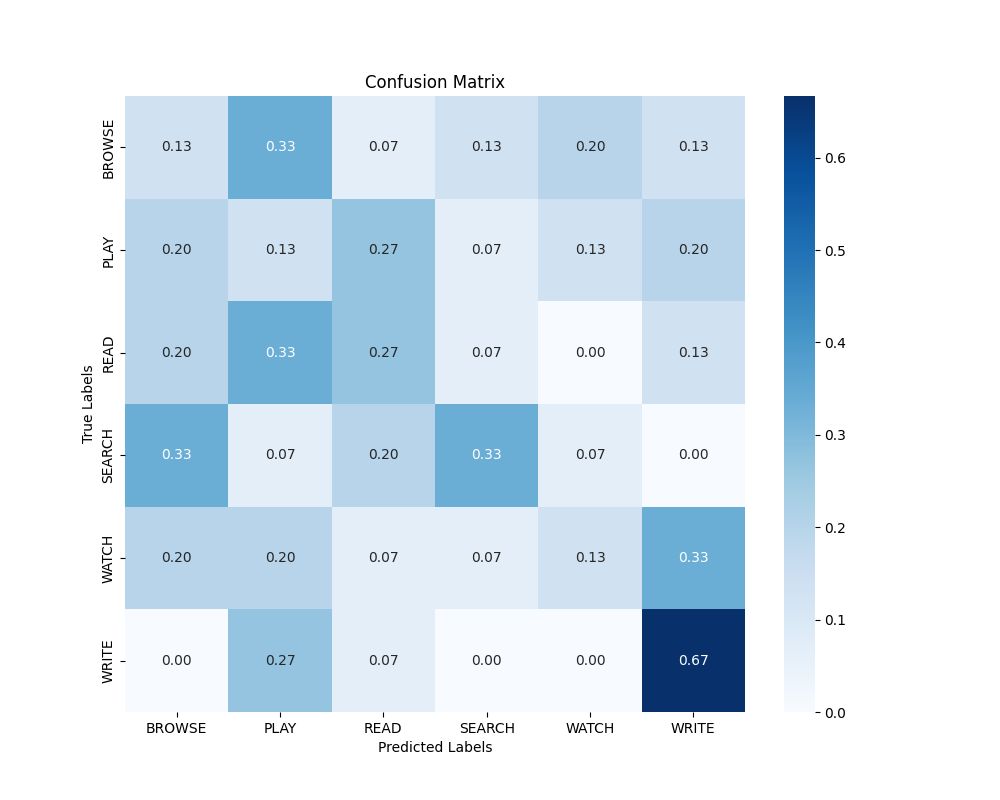 Confusion Matrix
True Labels
BROWSE 0.13 0.33 0.07 0.13 0.20 0.13
PLAY 0.20 0.13 0.27 0.07 0.13 0.20
READ 0.20 0.33 0.27 0.07 0.00 0.13
SEARCH 0.33 0.07 0.20 0.33 0.07 0.00
WATCH 0.20 0.20 0.07 0.07 0.13 0.33
WRITE 0.00 0.27 0.07 0.00 0.00 0.67
BROWSE PLAY READ SEARCH WATCH WRITE
Predicted Labels
0.6
0.5
0.4
0.3
0.2
0.1
0.0